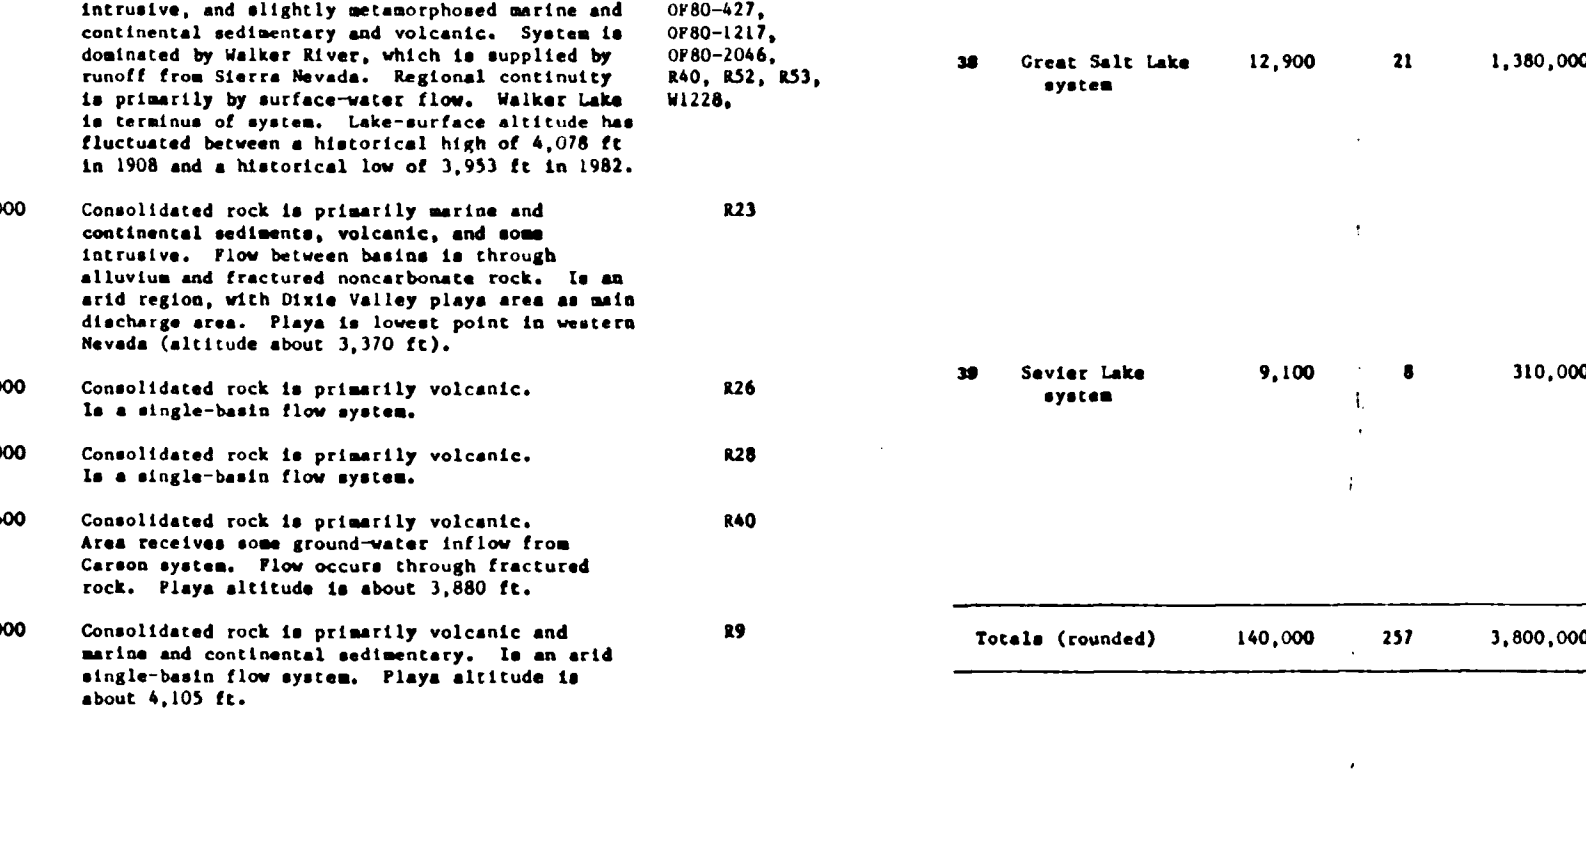 intrusive, and slightly metamorphosed marine and OF80-427,
continental sedimentary and volcanic. System is OF80-1217,
dominated by Walker River, which is supplied by OF80-2046,
runoff from Sierra Nevada. Regional continuity R40, R52, R53,
is primarily by surface-water flow. Walker Lake W1228,
is terminus of system. Lake-surface altitude has
fluctuated between a historical high of 4,078 ft
in 1908 and a historical low of 3,953 ft in 1982.
000 Consolidated rock is primarily marine and R23
continental sediments, volcanic, and some
intrusive. Flow between basins is through
alluvium and fractured noncarbonate rock. Is an
arid region, with Dixie Valley playa area as main
discharge area. Playa is lowest point in western
Nevada (altitude about 3,370 ft).
000 Consolidated rock is primarily volcanic. R26
Is a single-basin flow system.
000 Consolidated rock is primarily volcanic. R28
Is a single-basin flow system.
Consolidated rock is primarily volcanic. R40
Area receives some ground-water inflow from
Carson system. Flow occurs through fractured
rock. Playa altitude is about 3,880 ft.
000 Consolidated rock is primarily volcanic and R9
marine and continental sedimentary. Is an arid
single-basin flow system. Playa altitude is
about 4,105 ft.
38 Great Salt Lake 12,900 21 1,380,000
system
39 Sevier Lake 9,100 8 310,000
system
Totals (rounded) 140,000 257 3,800,000